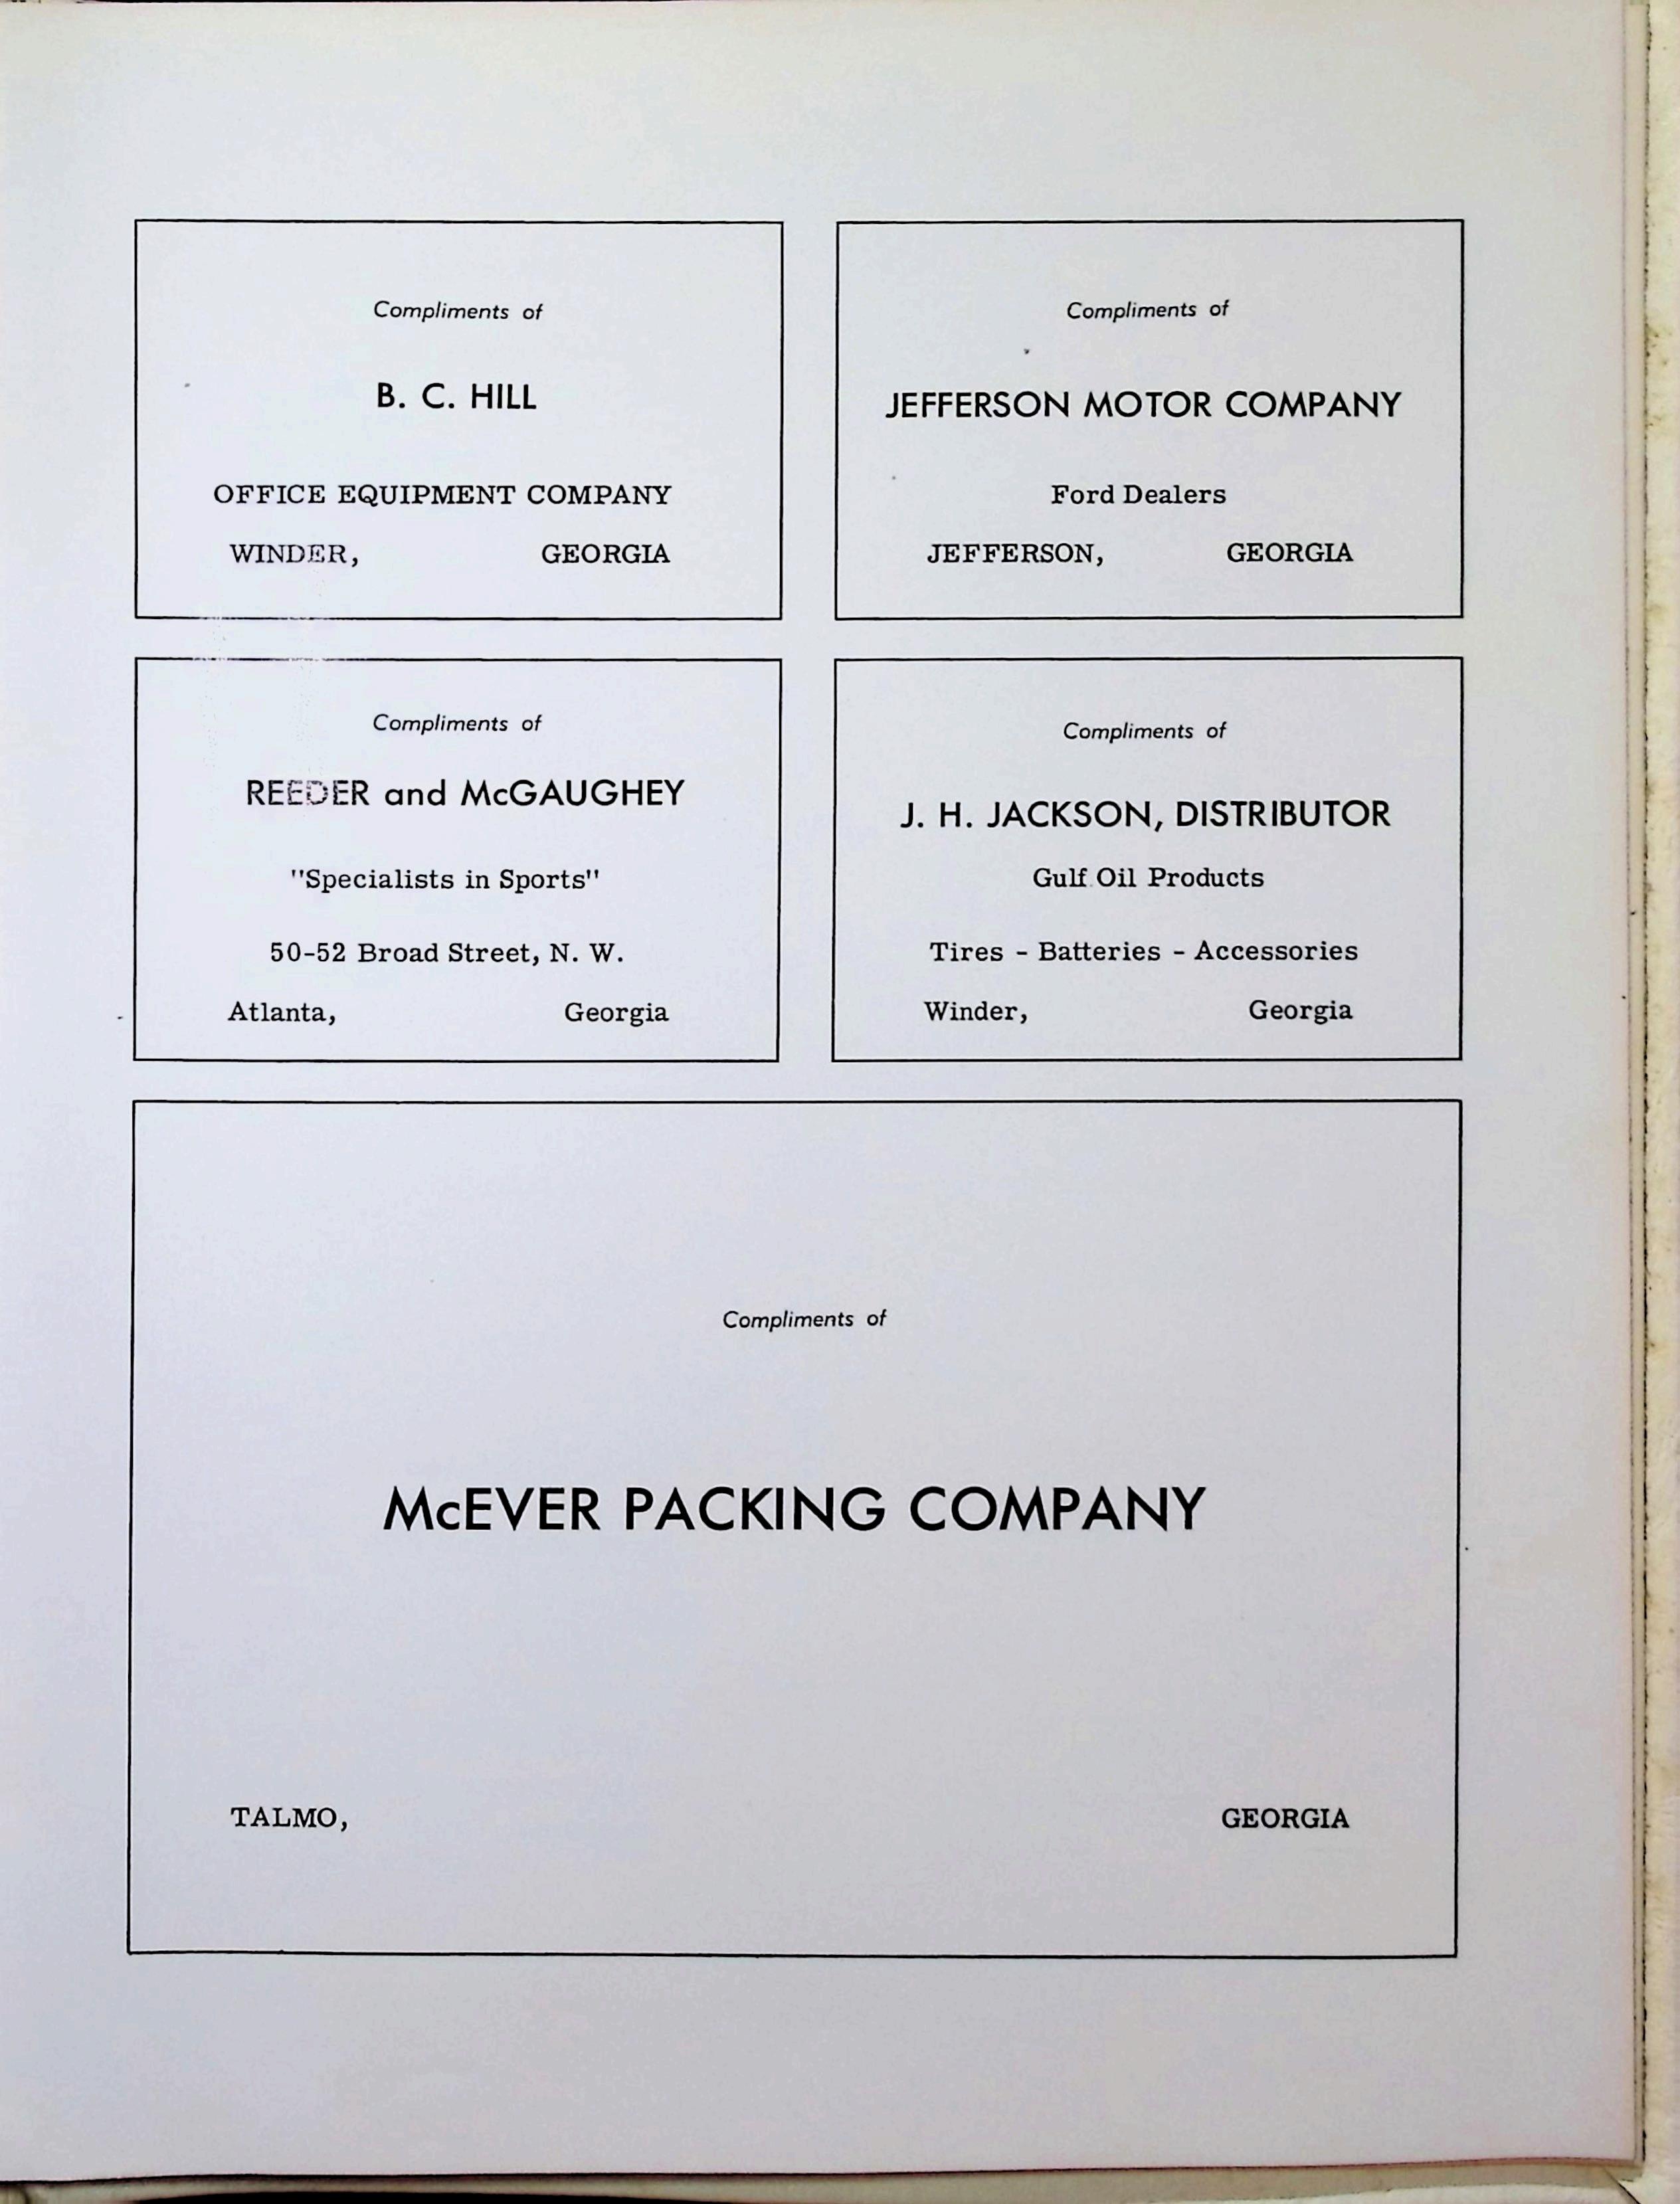 Compliments of
B. C. HILL
OFFICE EQUIPMENT COMPANY
WINDER, GEORGIA
Compliments of
JEFFERSON MOTOR COMPANY
Ford Dealers
JEFFERSON, GEORGIA
Compliments of
REEDER and McGAUGHEY
"Specialists in Sports"
50-52 Broad Street, N. W.
Atlanta, Georgia
Compliments of
J. H. JACKSON, DISTRIBUTOR
Gulf Oil Products
Tires - Batteries - Accessories
Winder, Georgia
Compliments of
McEVER PACKING COMPANY
TALMO, GEORGIA